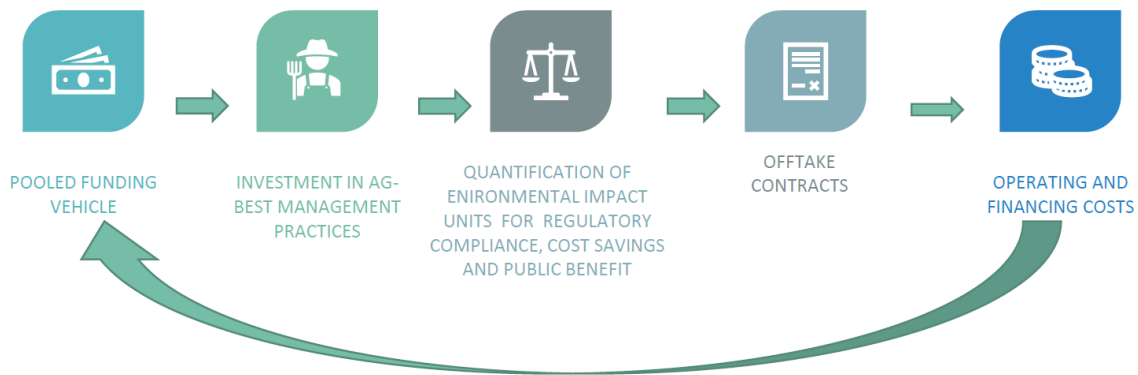 POOLED FUNDING
VEHICLE
INVESTMENT IN AG-
BEST MANAGEMENT
PRACTICES
QUANTIFICATION OF
ENIRONMENTAL IMPACT
UNITS FOR REGULATORY
COMPLIANCE, COST SAVINGS
AND PUBLIC BENEFIT
OFFTAKE
CONTRACTS
OPERATING AND
FINANCING COSTS